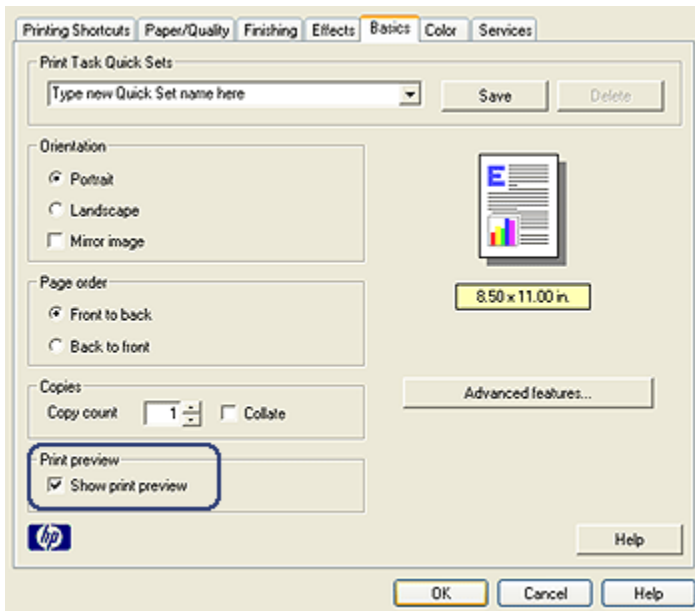 Printing Shortcuts Paper/Quality Finishing Effects Basics Color Services
Print Task Quick Sets
Type new Quick Set name here Save Delete
Orientation
Portrait
Landscape
Mirror image
E
8.50 x 11.00 in.
Page order
Front to back
Back to front
Copies
Copy count 1 Collate
Advanced features...
Print preview
Show print preview
hp
Help
OK Cancel Help